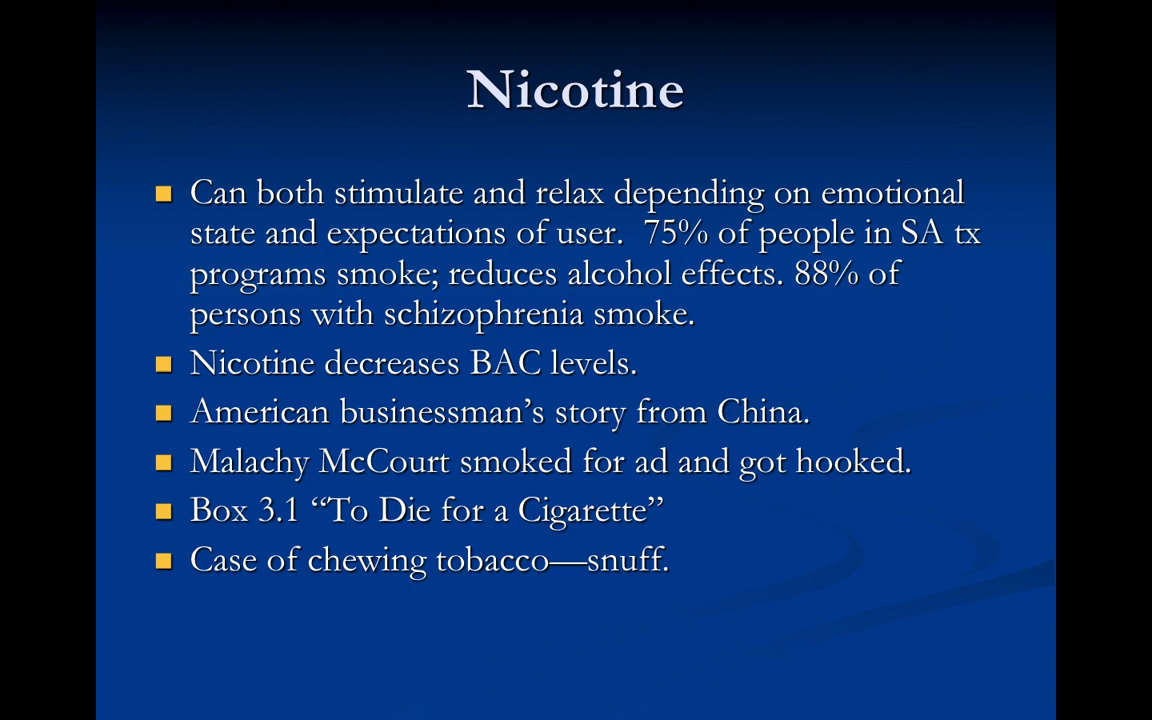 Nicotine
Can both stimulate and relax depending on emotional
state and expectations of user.  75% of people in SA tx
programs smoke; reduces alcohol effects. 88% of
persons with schizophrenia smoke.
Nicotine decreases BAC levels.
American businessman’s story from China.
Malachy McCourt smoked for ad and got hooked.
Box 3.1 “To Die for a Cigarette”
Case of chewing tobacco—snuff.